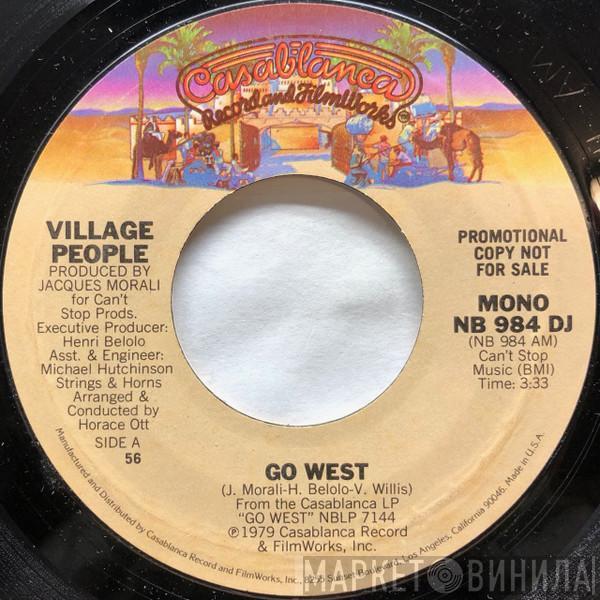 Casablanca
Record and FilmWorks
VILLAGE
PEOPLE
PRODUCED BY
JACQUES MORALI
for Can't
Stop Prods.
Executive Producer:
Henri Belolo
Asst. & Engineer:
Michael Hutchinson
Strings & Horns
Arranged &
Conducted by
Horace Ott
SIDE A
56
PROMOTIONAL
COPY NOT
FOR SALE
MONO
NB 984 DJ
(NB 984 AM)
Can't Stop
Music (BMI)
Time: 3:33
GO WEST
(J. Morali-H. Belolo-V. Willis)
From the Casablanca LP
"GO WEST" NBLP 7144
℗1979 Casablanca Record
& FilmWorks, Inc.
Manufactured and Distributed by Casablanca Record and FilmWorks, Inc., 8255 Sunset Boulevard, Los Angeles, California 90046. Made in U.S.A.
МАРКЕТ ВИНИЛА